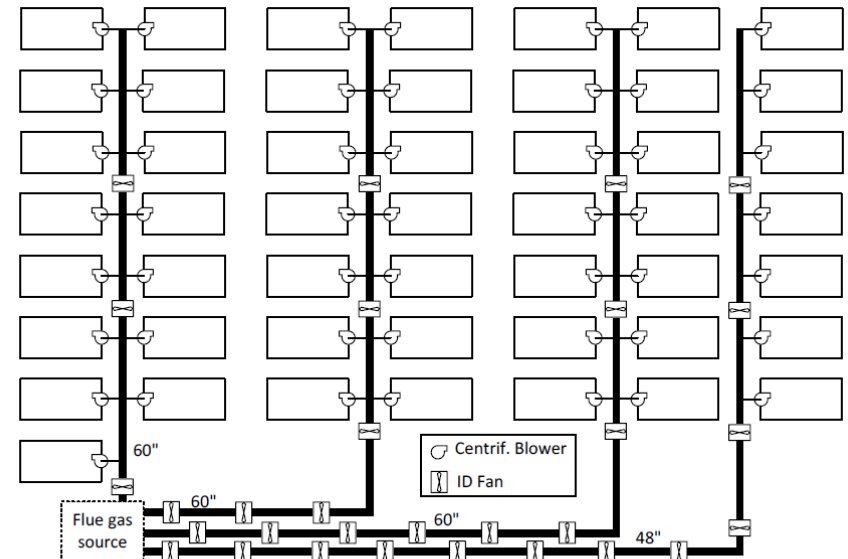 60"
Centrif. Blower
ID Fan
60"
60"
48"
Flue gas
source